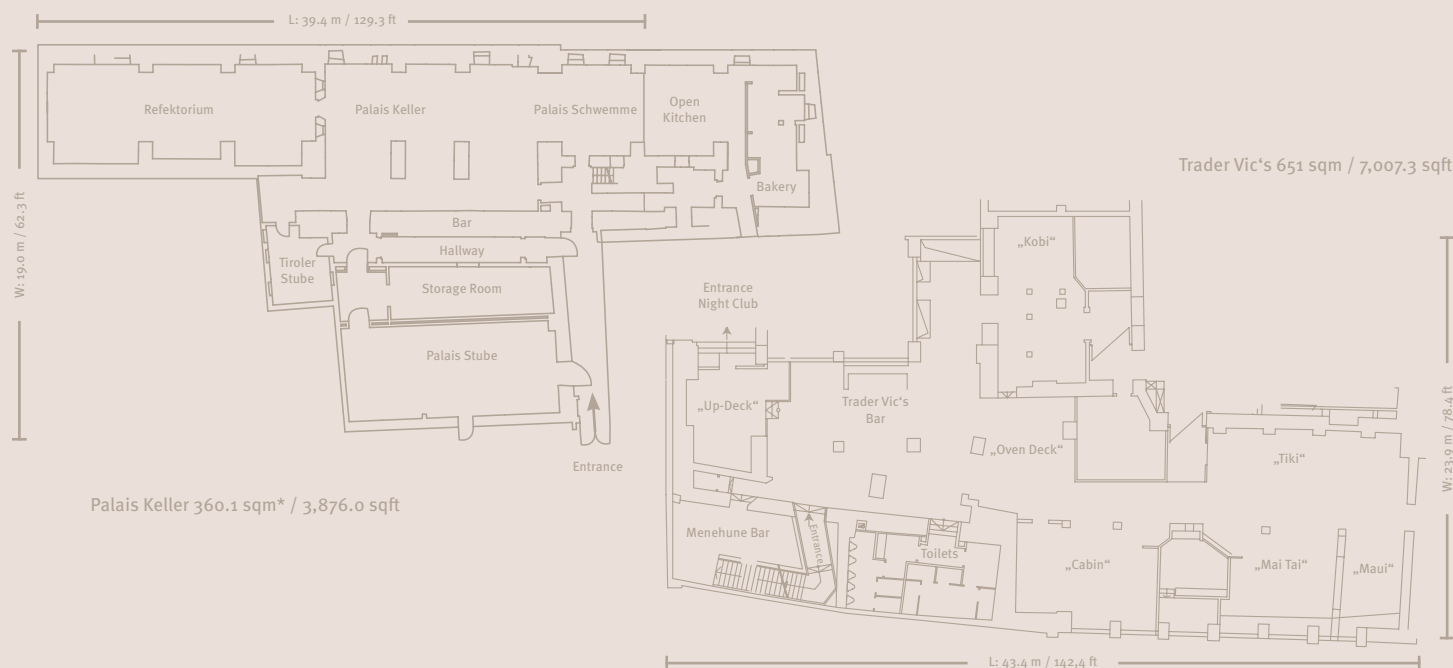 L: 39.4 m / 129.3 ft
W: 19.0 m / 62.3 ft
Refektorium
Palais Keller
Palais Schwemme
Open
Kitchen
Bakery
Bar
Hallway
Tiroler
Stube
Storage Room
Palais Stube
Entrance
Palais Keller 360.1 sqm* / 3,876.0 sqft
Trader Vic‘s 651 sqm / 7,007.3 sqft
„Kobi“
Entrance
Night Club
„Up-Deck“
Trader Vic‘s
Bar
„Oven Deck“
„Tiki“
W: 23.9 m / 78.4 ft
Menehune Bar
Entrance
Toilets
„Cabin“
„Mai Tai“
„Maui“
L: 43.4 m / 142,4 ft